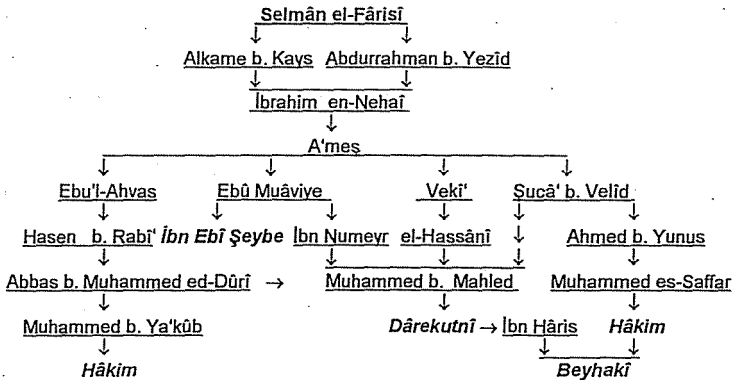 Selmân el-Fârisî
Alkame b. Kays Abdurrahman b. Yezîd
İbrahim en-Nehaî
A'meş
Ebu'l-Ahvas Ebû Muâviye Vekî' Şucâ' b. Velîd
Hasen b. Rabî' İbn Ebî Şeybe İbn Numeyr el-Hassânî Ahmed b. Yunus
Abbas b. Muhammed ed-Dûrî → Muhammed b. Mahled Muhammed es-Saffar
Muhammed b. Ya'kûb Dârekutnî → İbn Hâris Hâkim
Hâkim Beyhakî